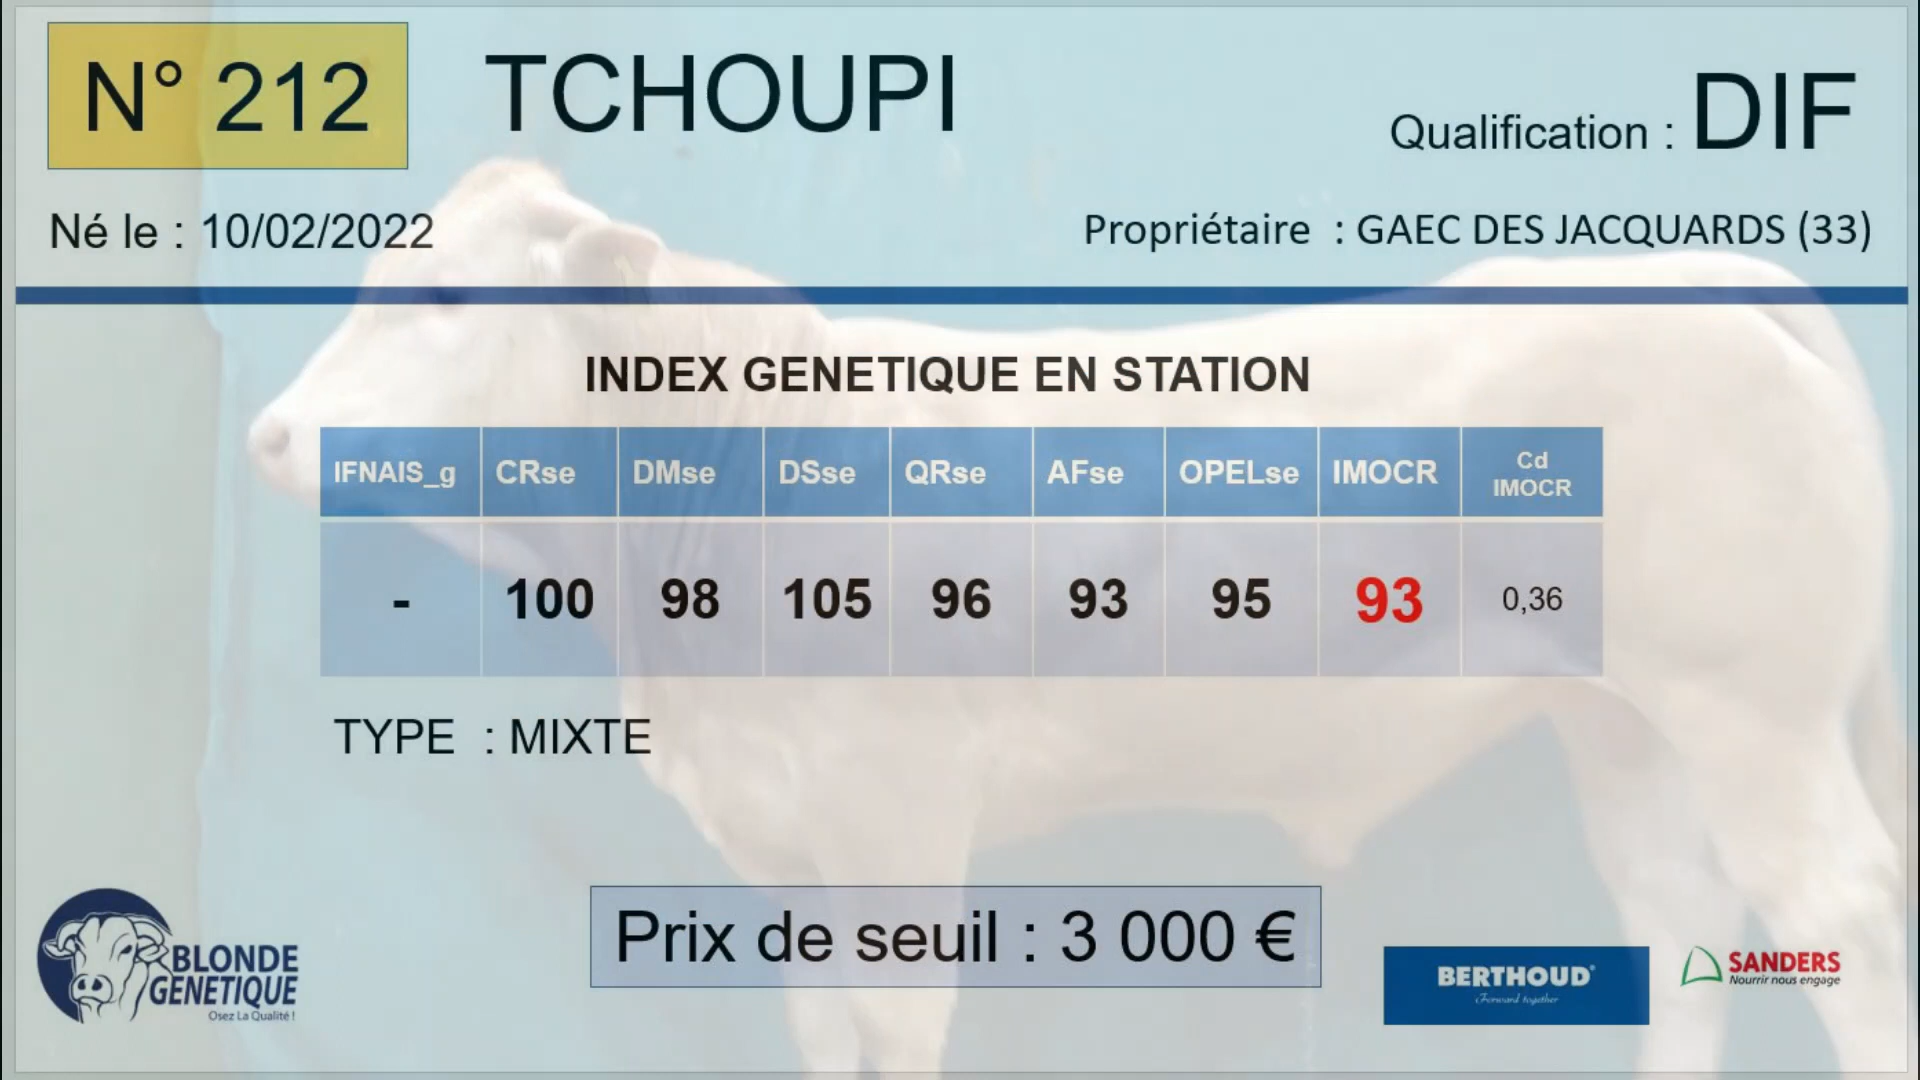 N° 212
TCHOUPI
Qualification : DIF
Né le : 10/02/2022
Propriétaire : GAEC DES JACQUARDS (33)
INDEX GENETIQUE EN STATION
IFNAIS_g CRse DMse DSse QRse AFse OPELse IMOCR Cd IMOCR
- 100 98 105 96 93 95 93 0,36
TYPE : MIXTE
Prix de seuil : 3 000 €
BLONDE
GENETIQUE
Osez La Qualité !
BERTHOUD
Forward together
SANDERS
Nourrir nous engage